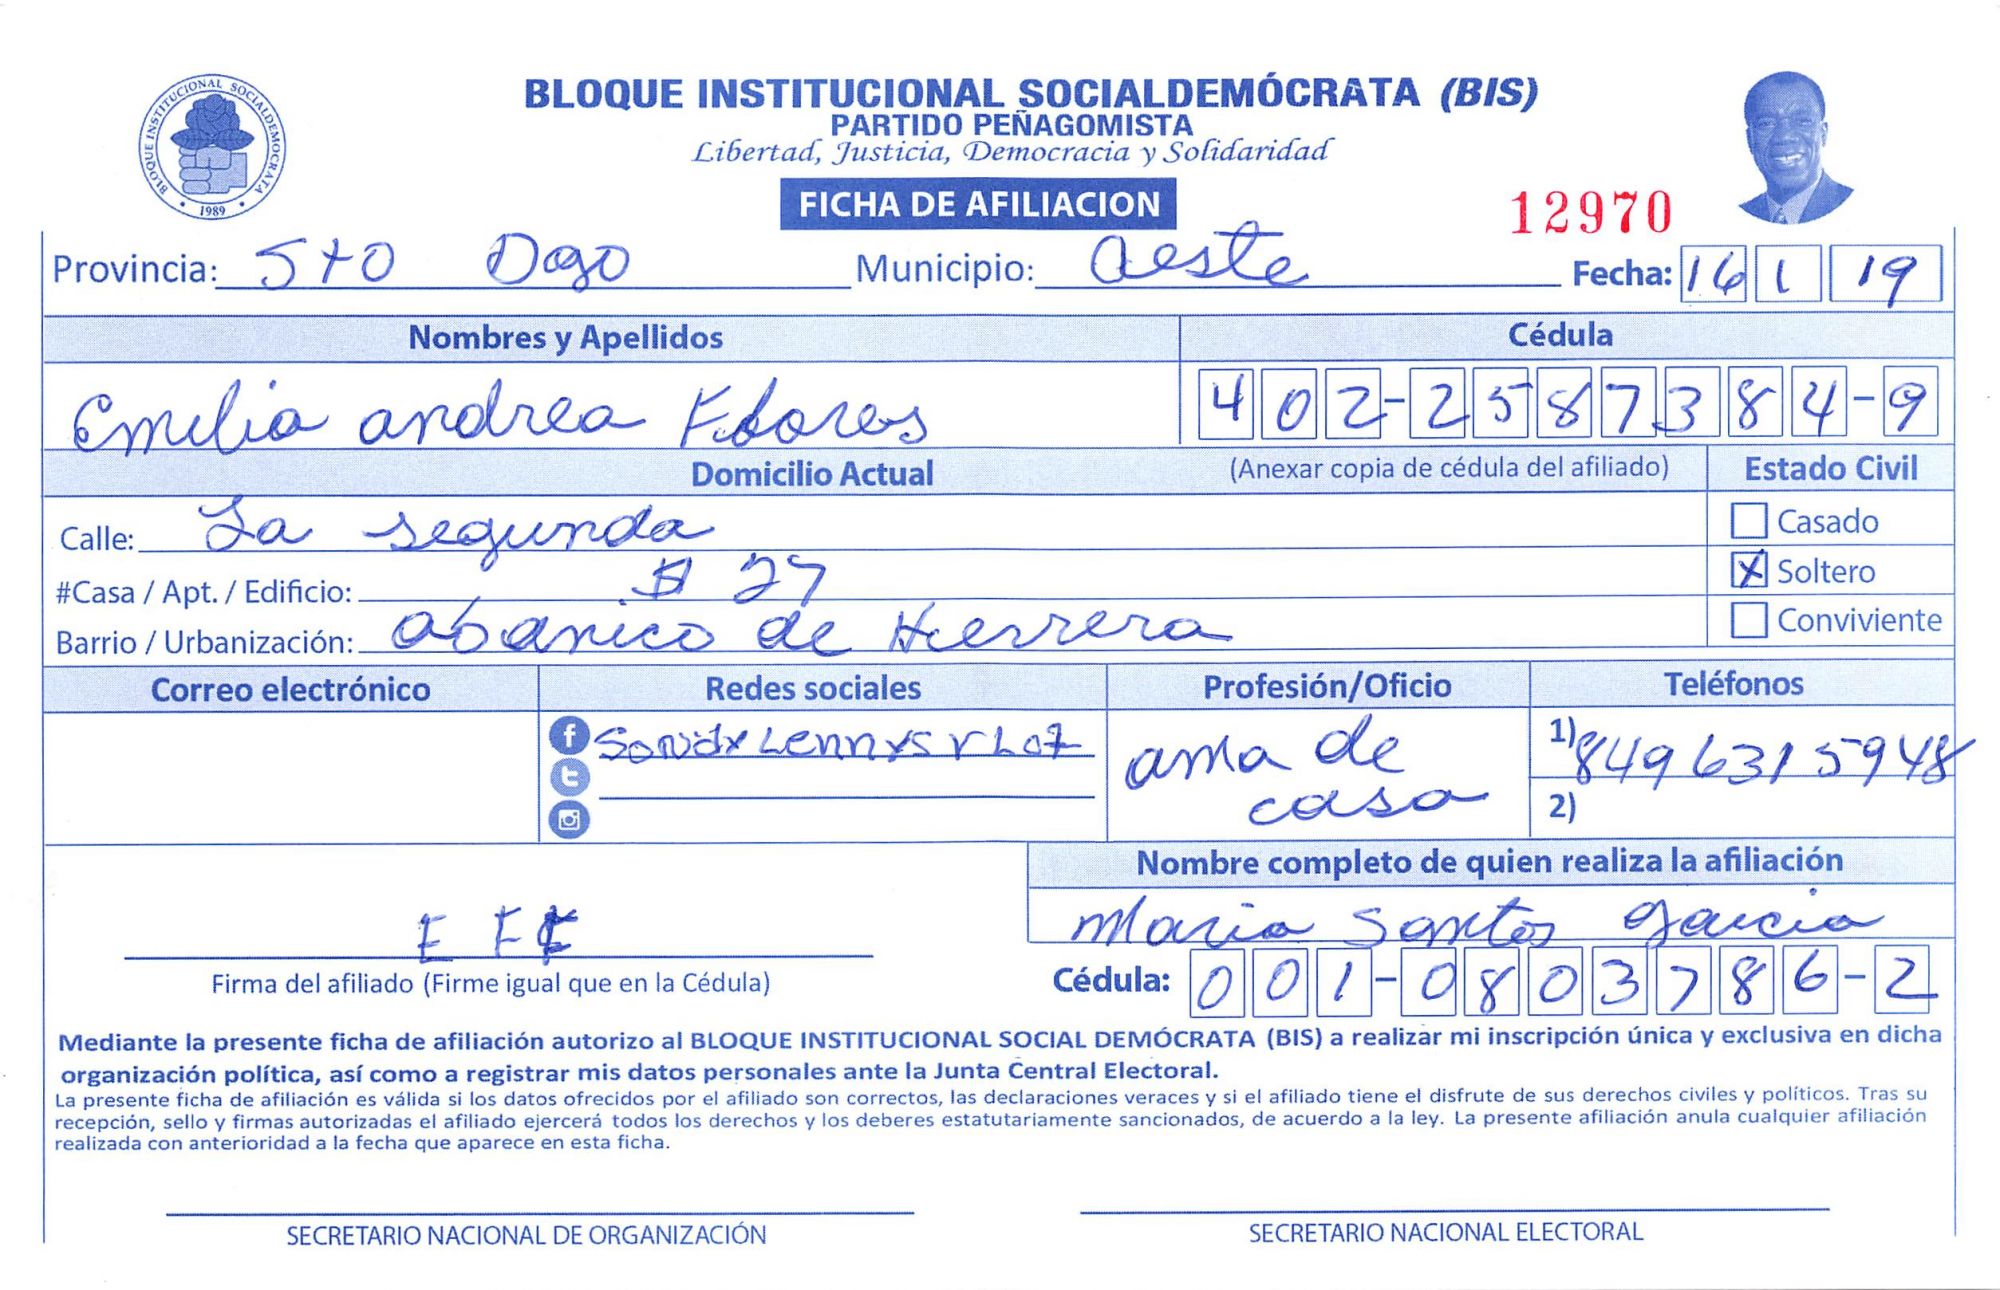 BLOQUE INSTITUCIONAL SOCIALDEMOCRATA
1989
BLOQUE INSTITUCIONAL SOCIALDEMÓCRATA (BIS)
PARTIDO PEÑAGOMISTA
Libertad, Justicia, Democracia y Solidaridad
FICHA DE AFILIACION
12970
Provincia: Sto Dgo Municipio: Oeste Fecha: 16 1 19
Nombres y Apellidos Cédula
Emilia andrea Flores 402-2587384-9
Domicilio Actual (Anexar copia de cédula del afiliado) Estado Civil
Calle: La segunda Casado
#Casa / Apt. / Edificio: # 27 X Soltero
Barrio / Urbanización: abanico de Herrera Conviviente
Correo electrónico Redes sociales Profesión/Oficio Teléfonos
ama de casa
1) 849 631 5948
2)
Nombre completo de quien realiza la afiliación
Maria Santos Garcia
E F
Firma del afiliado (Firme igual que en la Cédula)
Cédula: 001-0803786-2
Mediante la presente ficha de afiliación autorizo al BLOQUE INSTITUCIONAL SOCIAL DEMÓCRATA (BIS) a realizar mi inscripción única y exclusiva en dicha
organización política, así como a registrar mis datos personales ante la Junta Central Electoral.
La presente ficha de afiliación es válida si los datos ofrecidos por el afiliado son correctos, las declaraciones veraces y si el afiliado tiene el disfrute de sus derechos civiles y políticos. Tras su
recepción, sello y firmas autorizadas el afiliado ejercerá todos los derechos y los deberes estatutariamente sancionados, de acuerdo a la ley. La presente afiliación anula cualquier afiliación
realizada con anterioridad a la fecha que aparece en esta ficha.
SECRETARIO NACIONAL DE ORGANIZACIÓN SECRETARIO NACIONAL ELECTORAL